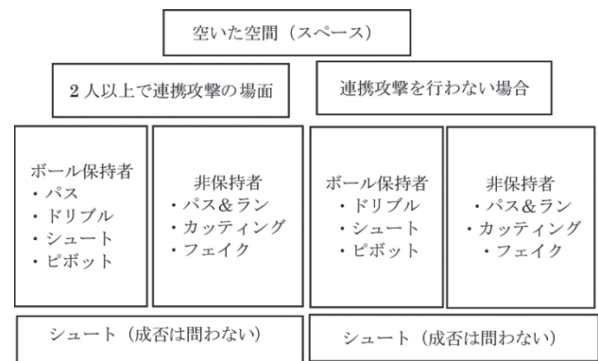 空いた空間（スペース）
2人以上で連携攻撃の場面
連携攻撃を行わない場合
ボール保持者
・パス
・ドリブル
・シュート
・ピボット
非保持者
・パス＆ラン
・カッティング
・フェイク
ボール保持者
・ドリブル
・シュート
・ピボット
非保持者
・パス＆ラン
・カッティング
・フェイク
シュート（成否は問わない）
シュート（成否は問わない）